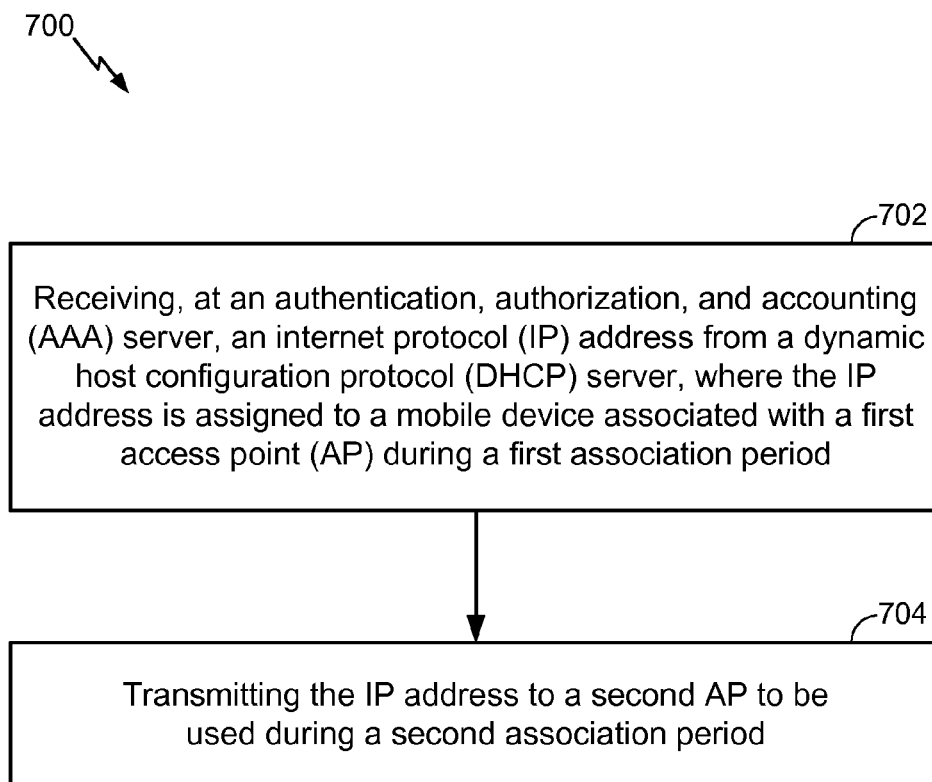 700
702
Receiving, at an authentication, authorization, and accounting
(AAA) server, an internet protocol (IP) address from a dynamic
host configuration protocol (DHCP) server, where the IP
address is assigned to a mobile device associated with a first
access point (AP) during a first association period
704
Transmitting the IP address to a second AP to be
used during a second association period